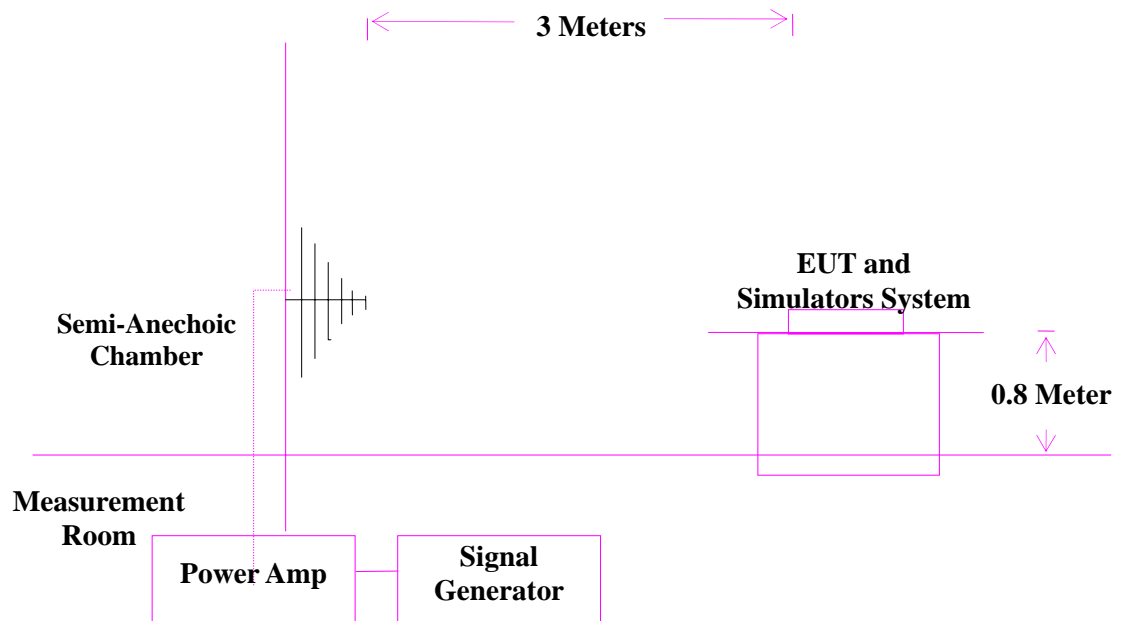 3 Meters
EUT and
Simulators System
Semi-Anechoic
Chamber
0.8 Meter
Measurement
Room
Power Amp
Signal
Generator